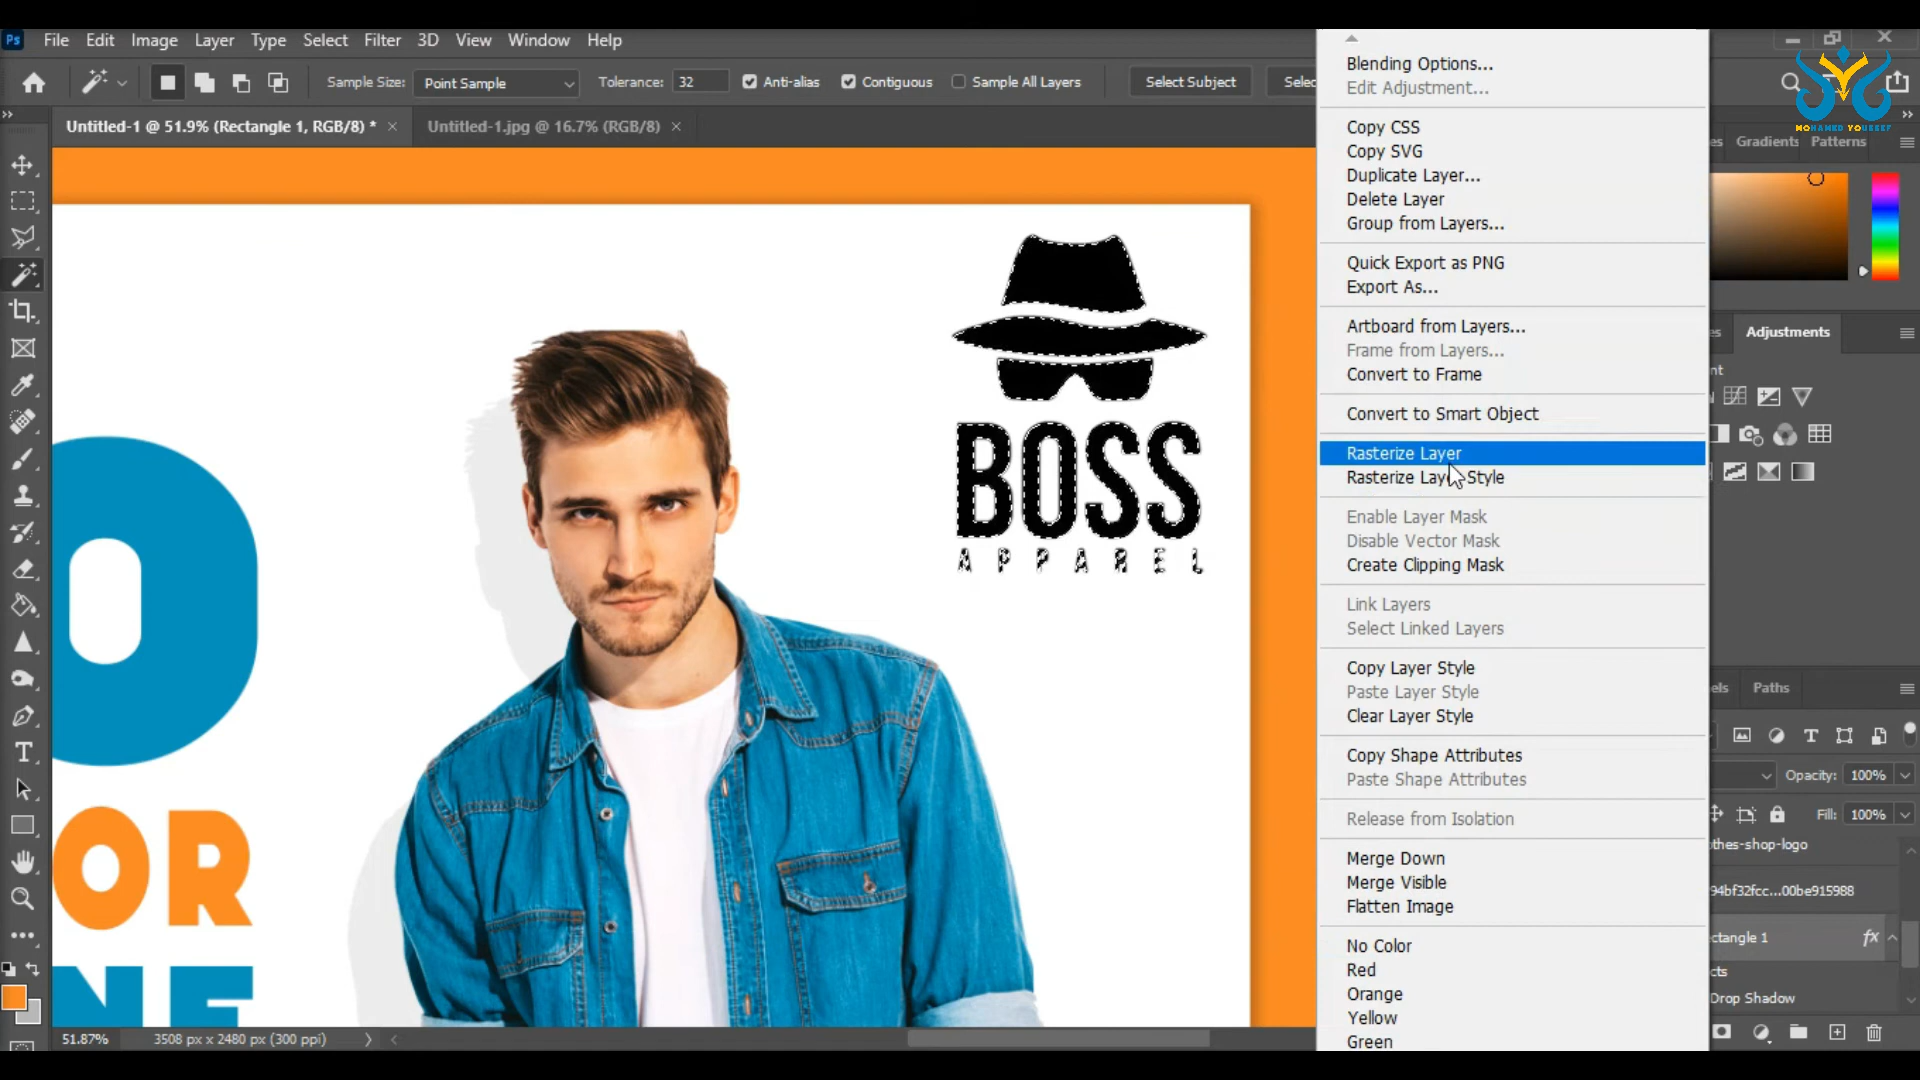 Ps File Edit Image Layer Type Select Filter 3D View Window Help
Sample Size: Point Sample Tolerance: 32 Anti-alias Contiguous Sample All Layers Select Subject Selec
Untitled-1 @ 51.9% (Rectangle 1, RGB/8) * × Untitled-1.jpg @ 16.7% (RGB/8) ×
MOHAMED YOUSSEF
es Gradients Patterns
Adjustments
BOSS
APPAREL
O
OR
NE
T
Blending Options...
Edit Adjustment...
Copy CSS
Copy SVG
Duplicate Layer...
Delete Layer
Group from Layers...
Quick Export as PNG
Export As...
Artboard from Layers...
Frame from Layers...
Convert to Frame
Convert to Smart Object
Rasterize Layer
Rasterize Layer Style
Enable Layer Mask
Disable Vector Mask
Create Clipping Mask
Link Layers
Select Linked Layers
Copy Layer Style
Paste Layer Style
Clear Layer Style
Copy Shape Attributes
Paste Shape Attributes
Release from Isolation
Merge Down
Merge Visible
Flatten Image
No Color
Red
Orange
Yellow
Green
els Paths
Opacity: 100%
Fill: 100%
othes-shop-logo
94bf32fcc...00be915988
ectangle 1 fx
cts
Drop Shadow
51.87% 3508 px x 2480 px (300 ppi)